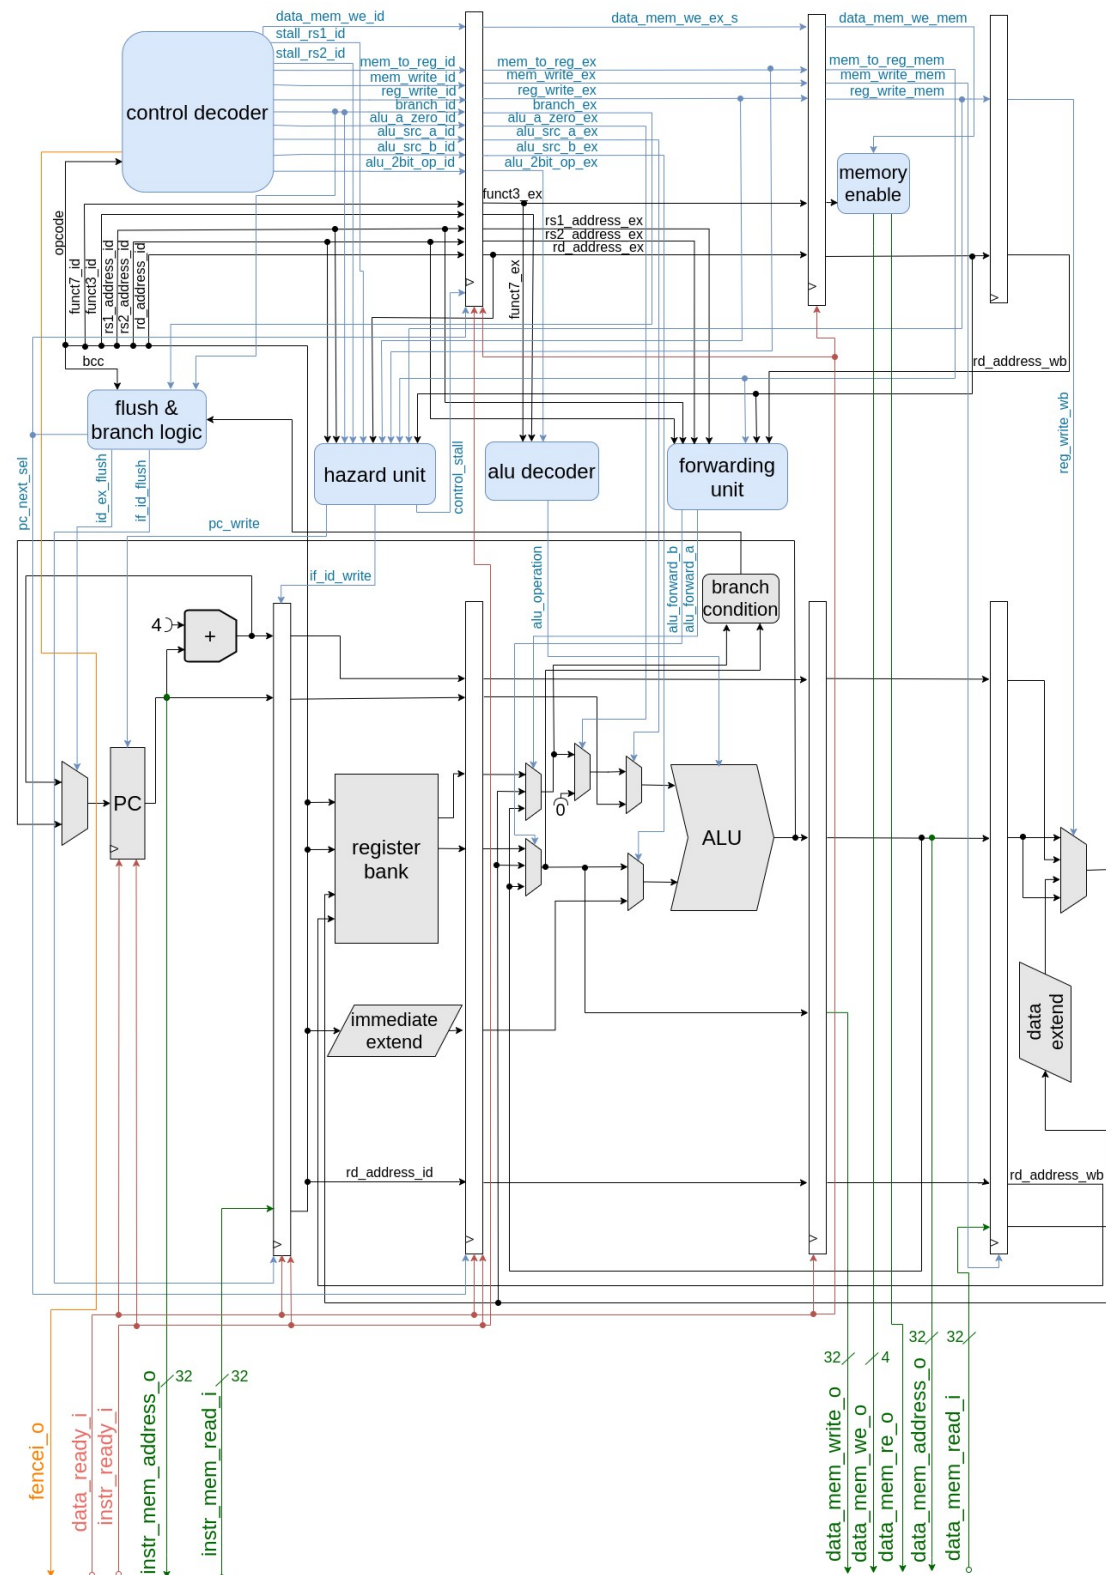 data_mem_we_id
stall_rs1_id
stall_rs2_id
mem_to_reg_id
mem_write_id
reg_write_id
branch_id
alu_a_zero_id
alu_src_a_id
alu_src_b_id
alu_2bit_op_id
control decoder
data_mem_we_ex_s
mem_to_reg_ex
mem_write_ex
reg_write_ex
branch_ex
alu_a_zero_ex
alu_src_a_ex
alu_src_b_ex
alu_2bit_op_ex
data_mem_we_mem
mem_to_reg_mem
mem_write_mem
reg_write_mem
memory
enable
funct3_ex
rs1_address_ex
rs2_address_ex
rd_address_ex
funct7_ex
opcode
funct7_id
funct3_id
rs1_address_id
rs2_address_id
rd_address_id
bcc
rd_address_wb
reg_write_wb
flush &
branch logic
hazard unit
control_stall
alu decoder
forwarding
unit
pc_next_sel
id_ex_flush
if_id_flush
pc_write
if_id_write
alu_operation
alu_forward_b
alu_forward_a
branch
condition
4
+
PC
register
bank
0
ALU
immediate
extend
data
extend
rd_address_id
rd_address_wb
fencei_o
data_ready_i
instr_ready_i
instr_mem_address_o
32
instr_mem_read_i
32
data_mem_write_o
32
data_mem_we_o
4
data_mem_re_o
data_mem_address_o
32
data_mem_read_i
32